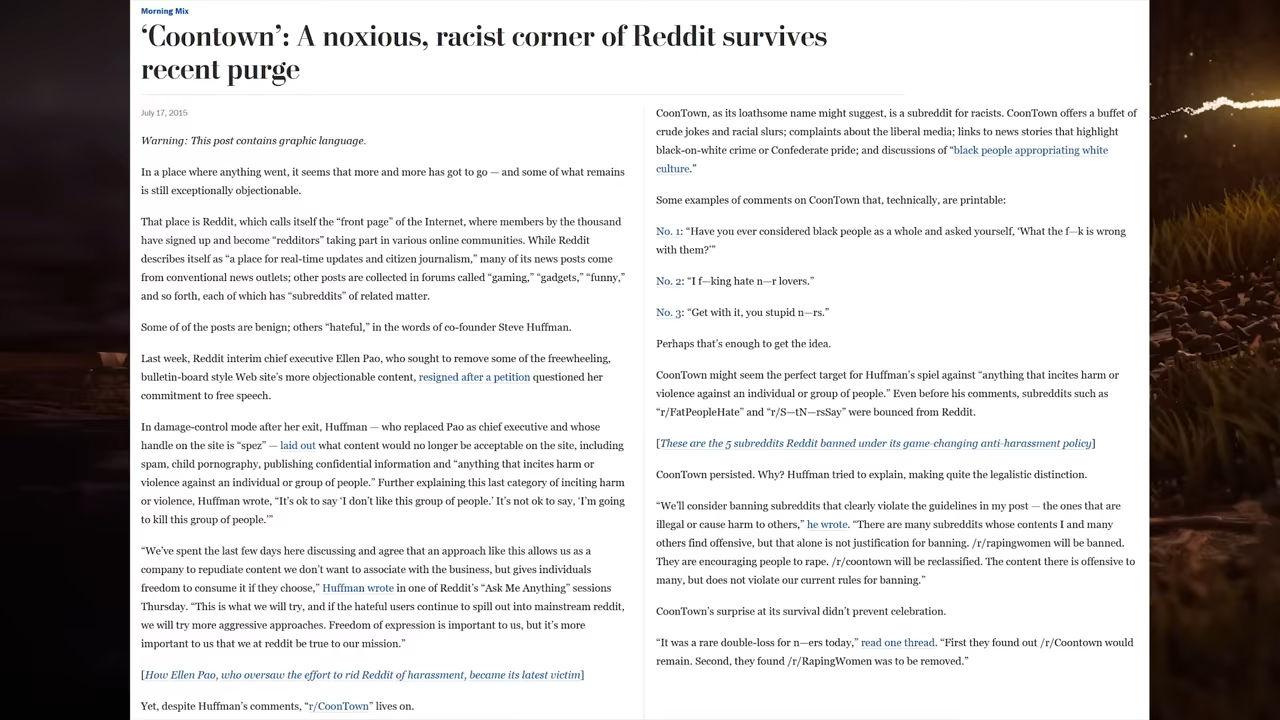 Morning Mix
‘Coontown’: A noxious, racist corner of Reddit survives
recent purge
July 17, 2015
Warning: This post contains graphic language.
In a place where anything went, it seems that more and more has got to go — and some of what remains
is still exceptionally objectionable.
That place is Reddit, which calls itself the “front page” of the Internet, where members by the thousand
have signed up and become “redditors” taking part in various online communities. While Reddit
describes itself as “a place for real-time updates and citizen journalism,” many of its news posts come
from conventional news outlets; other posts are collected in forums called “gaming,” “gadgets,” “funny,”
and so forth, each of which has “subreddits” of related matter.
Some of of the posts are benign; others “hateful,” in the words of co-founder Steve Huffman.
Last week, Reddit interim chief executive Ellen Pao, who sought to remove some of the freewheeling,
bulletin-board style Web site’s more objectionable content, resigned after a petition questioned her
commitment to free speech.
In damage-control mode after her exit, Huffman — who replaced Pao as chief executive and whose
handle on the site is “spez” — laid out what content would no longer be acceptable on the site, including
spam, child pornography, publishing confidential information and “anything that incites harm or
violence against an individual or group of people.” Further explaining this last category of inciting harm
or violence, Huffman wrote, “It’s ok to say ‘I don’t like this group of people.’ It’s not ok to say, ‘I’m going
to kill this group of people.’”
“We’ve spent the last few days here discussing and agree that an approach like this allows us as a
company to repudiate content we don’t want to associate with the business, but gives individuals
freedom to consume it if they choose,” Huffman wrote in one of Reddit’s “Ask Me Anything” sessions
Thursday. “This is what we will try, and if the hateful users continue to spill out into mainstream reddit,
we will try more aggressive approaches. Freedom of expression is important to us, but it’s more
important to us that we at reddit be true to our mission.”
[How Ellen Pao, who oversaw the effort to rid Reddit of harassment, became its latest victim]
Yet, despite Huffman’s comments, “r/CoonTown” lives on.
CoonTown, as its loathsome name might suggest, is a subreddit for racists. CoonTown offers a buffet of
crude jokes and racial slurs; complaints about the liberal media; links to news stories that highlight
black-on-white crime or Confederate pride; and discussions of “black people appropriating white
culture.”
Some examples of comments on CoonTown that, technically, are printable:
No. 1: “Have you ever considered black people as a whole and asked yourself, ‘What the f—k is wrong
with them?’”
No. 2: “I f—king hate n—r lovers.”
No. 3: “Get with it, you stupid n—rs.”
Perhaps that’s enough to get the idea.
CoonTown might seem the perfect target for Huffman’s spiel against “anything that incites harm or
violence against an individual or group of people.” Even before his comments, subreddits such as
“r/FatPeopleHate” and “r/S—tN—rsSay” were bounced from Reddit.
[These are the 5 subreddits Reddit banned under its game-changing anti-harassment policy]
CoonTown persisted. Why? Huffman tried to explain, making quite the legalistic distinction.
“We’ll consider banning subreddits that clearly violate the guidelines in my post — the ones that are
illegal or cause harm to others,” he wrote. “There are many subreddits whose contents I and many
others find offensive, but that alone is not justification for banning. /r/rapingwomen will be banned.
They are encouraging people to rape. /r/coontown will be reclassified. The content there is offensive to
many, but does not violate our current rules for banning.”
CoonTown’s surprise at its survival didn’t prevent celebration.
“It was a rare double-loss for n—ers today,” read one thread. “First they found out /r/Coontown would
remain. Second, they found /r/RapingWomen was to be removed.”